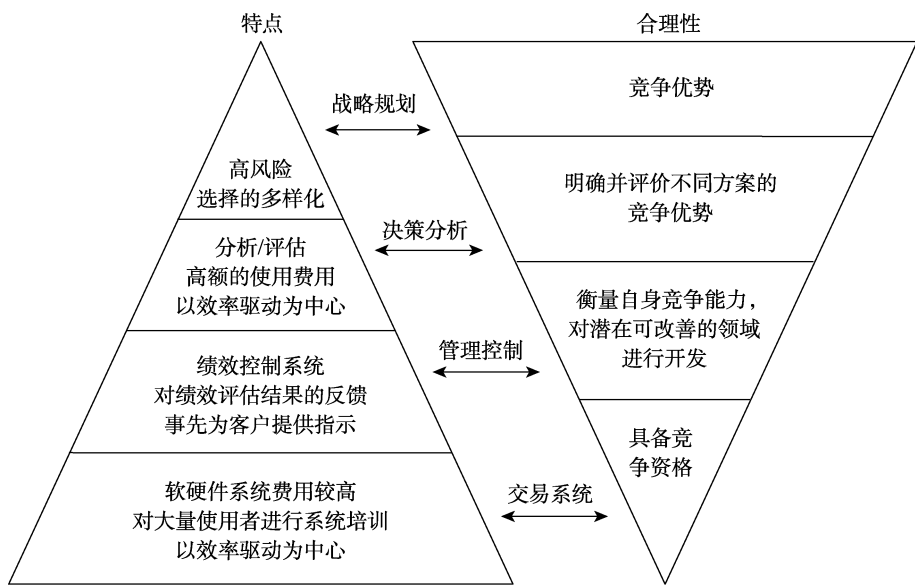 特点
合理性
战略规划
竞争优势
高风险
选择的多样化
明确并评价不同方案的
竞争优势
决策分析
分析/评估
高额的使用费用
以效率驱动为中心
衡量自身竞争能力，
对潜在可改善的领域
进行开发
管理控制
绩效控制系统
对绩效评估结果的反馈
事先为客户提供指示
具备竞
争资格
交易系统
软硬件系统费用较高
对大量使用者进行系统培训
以效率驱动为中心